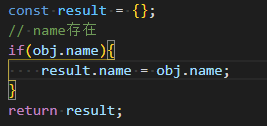 const result = {};
// name存在
if(obj.name){
    result.name = obj.name;
}
return result;